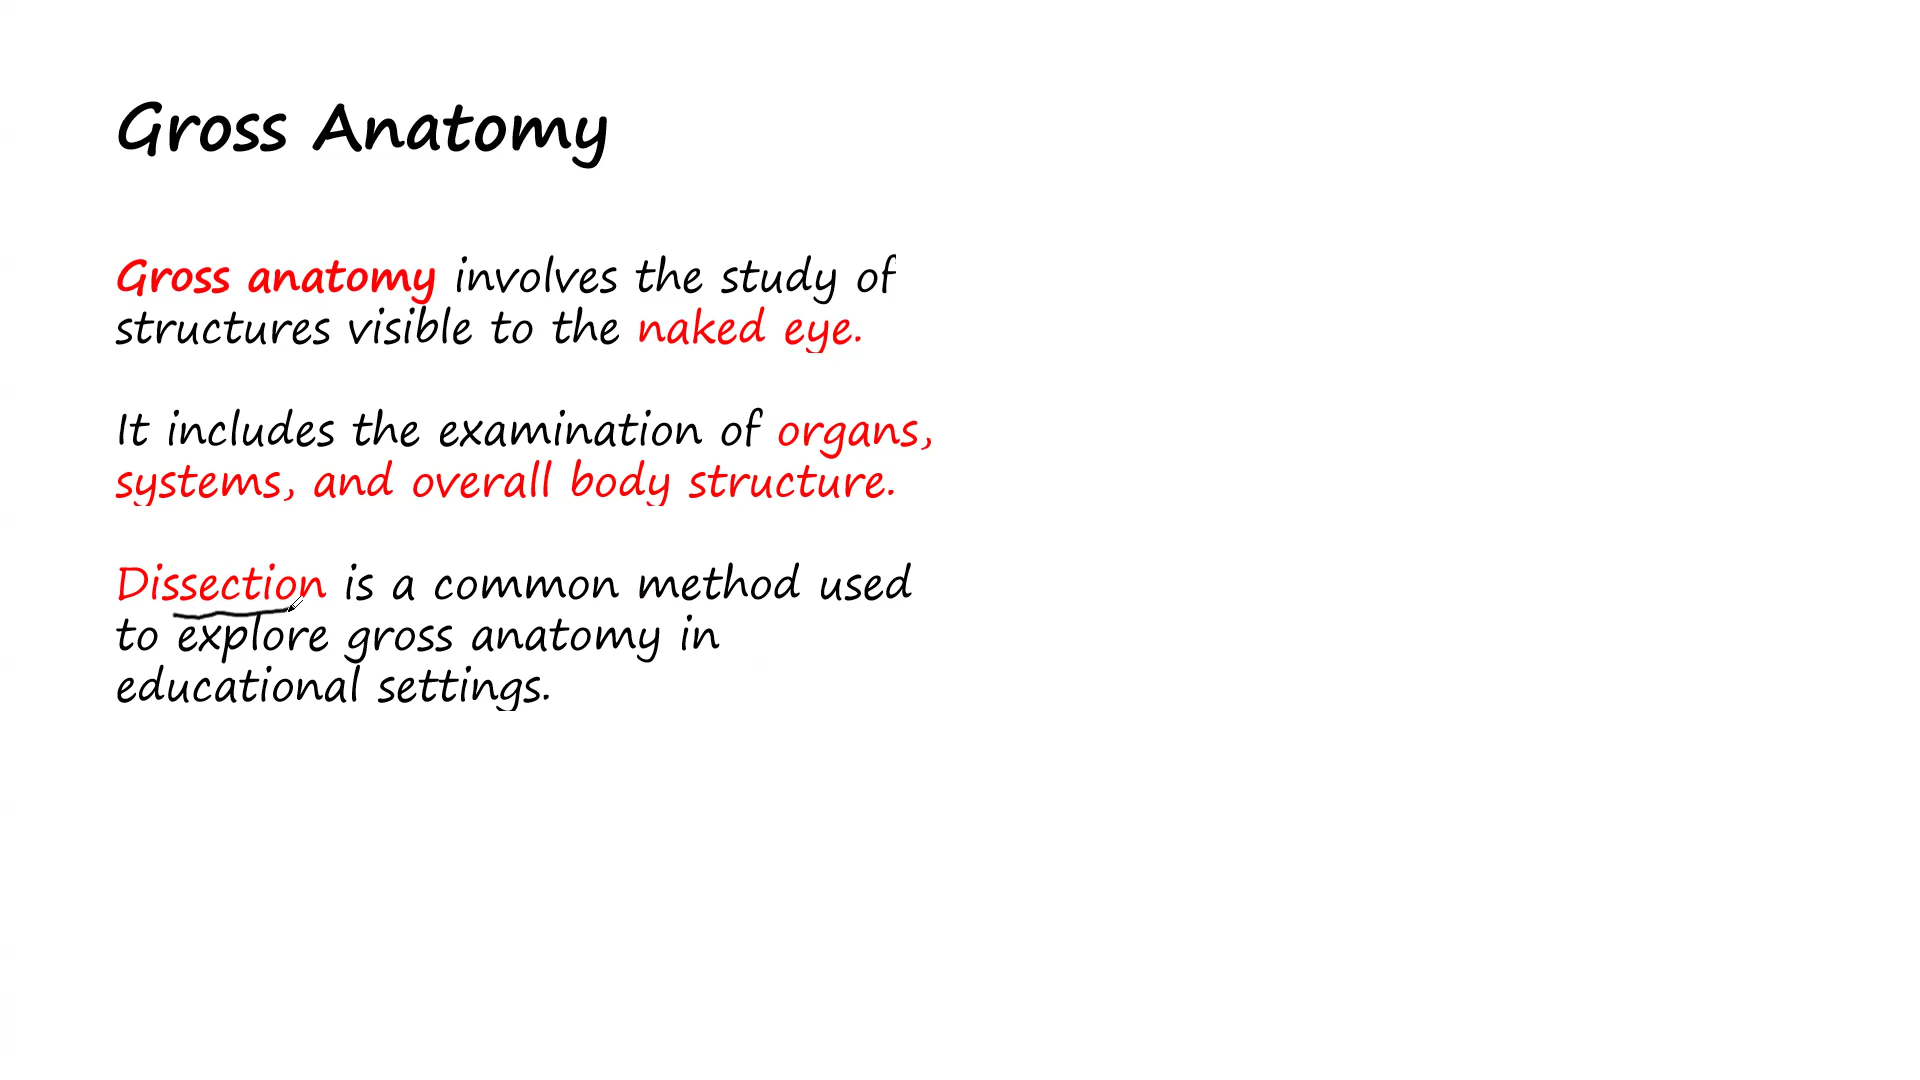 Gross Anatomy
Gross anatomy involves the study of
structures visible to the naked eye.
It includes the examination of organs,
systems, and overall body structure.
Dissection is a common method used
to explore gross anatomy in
educational settings.